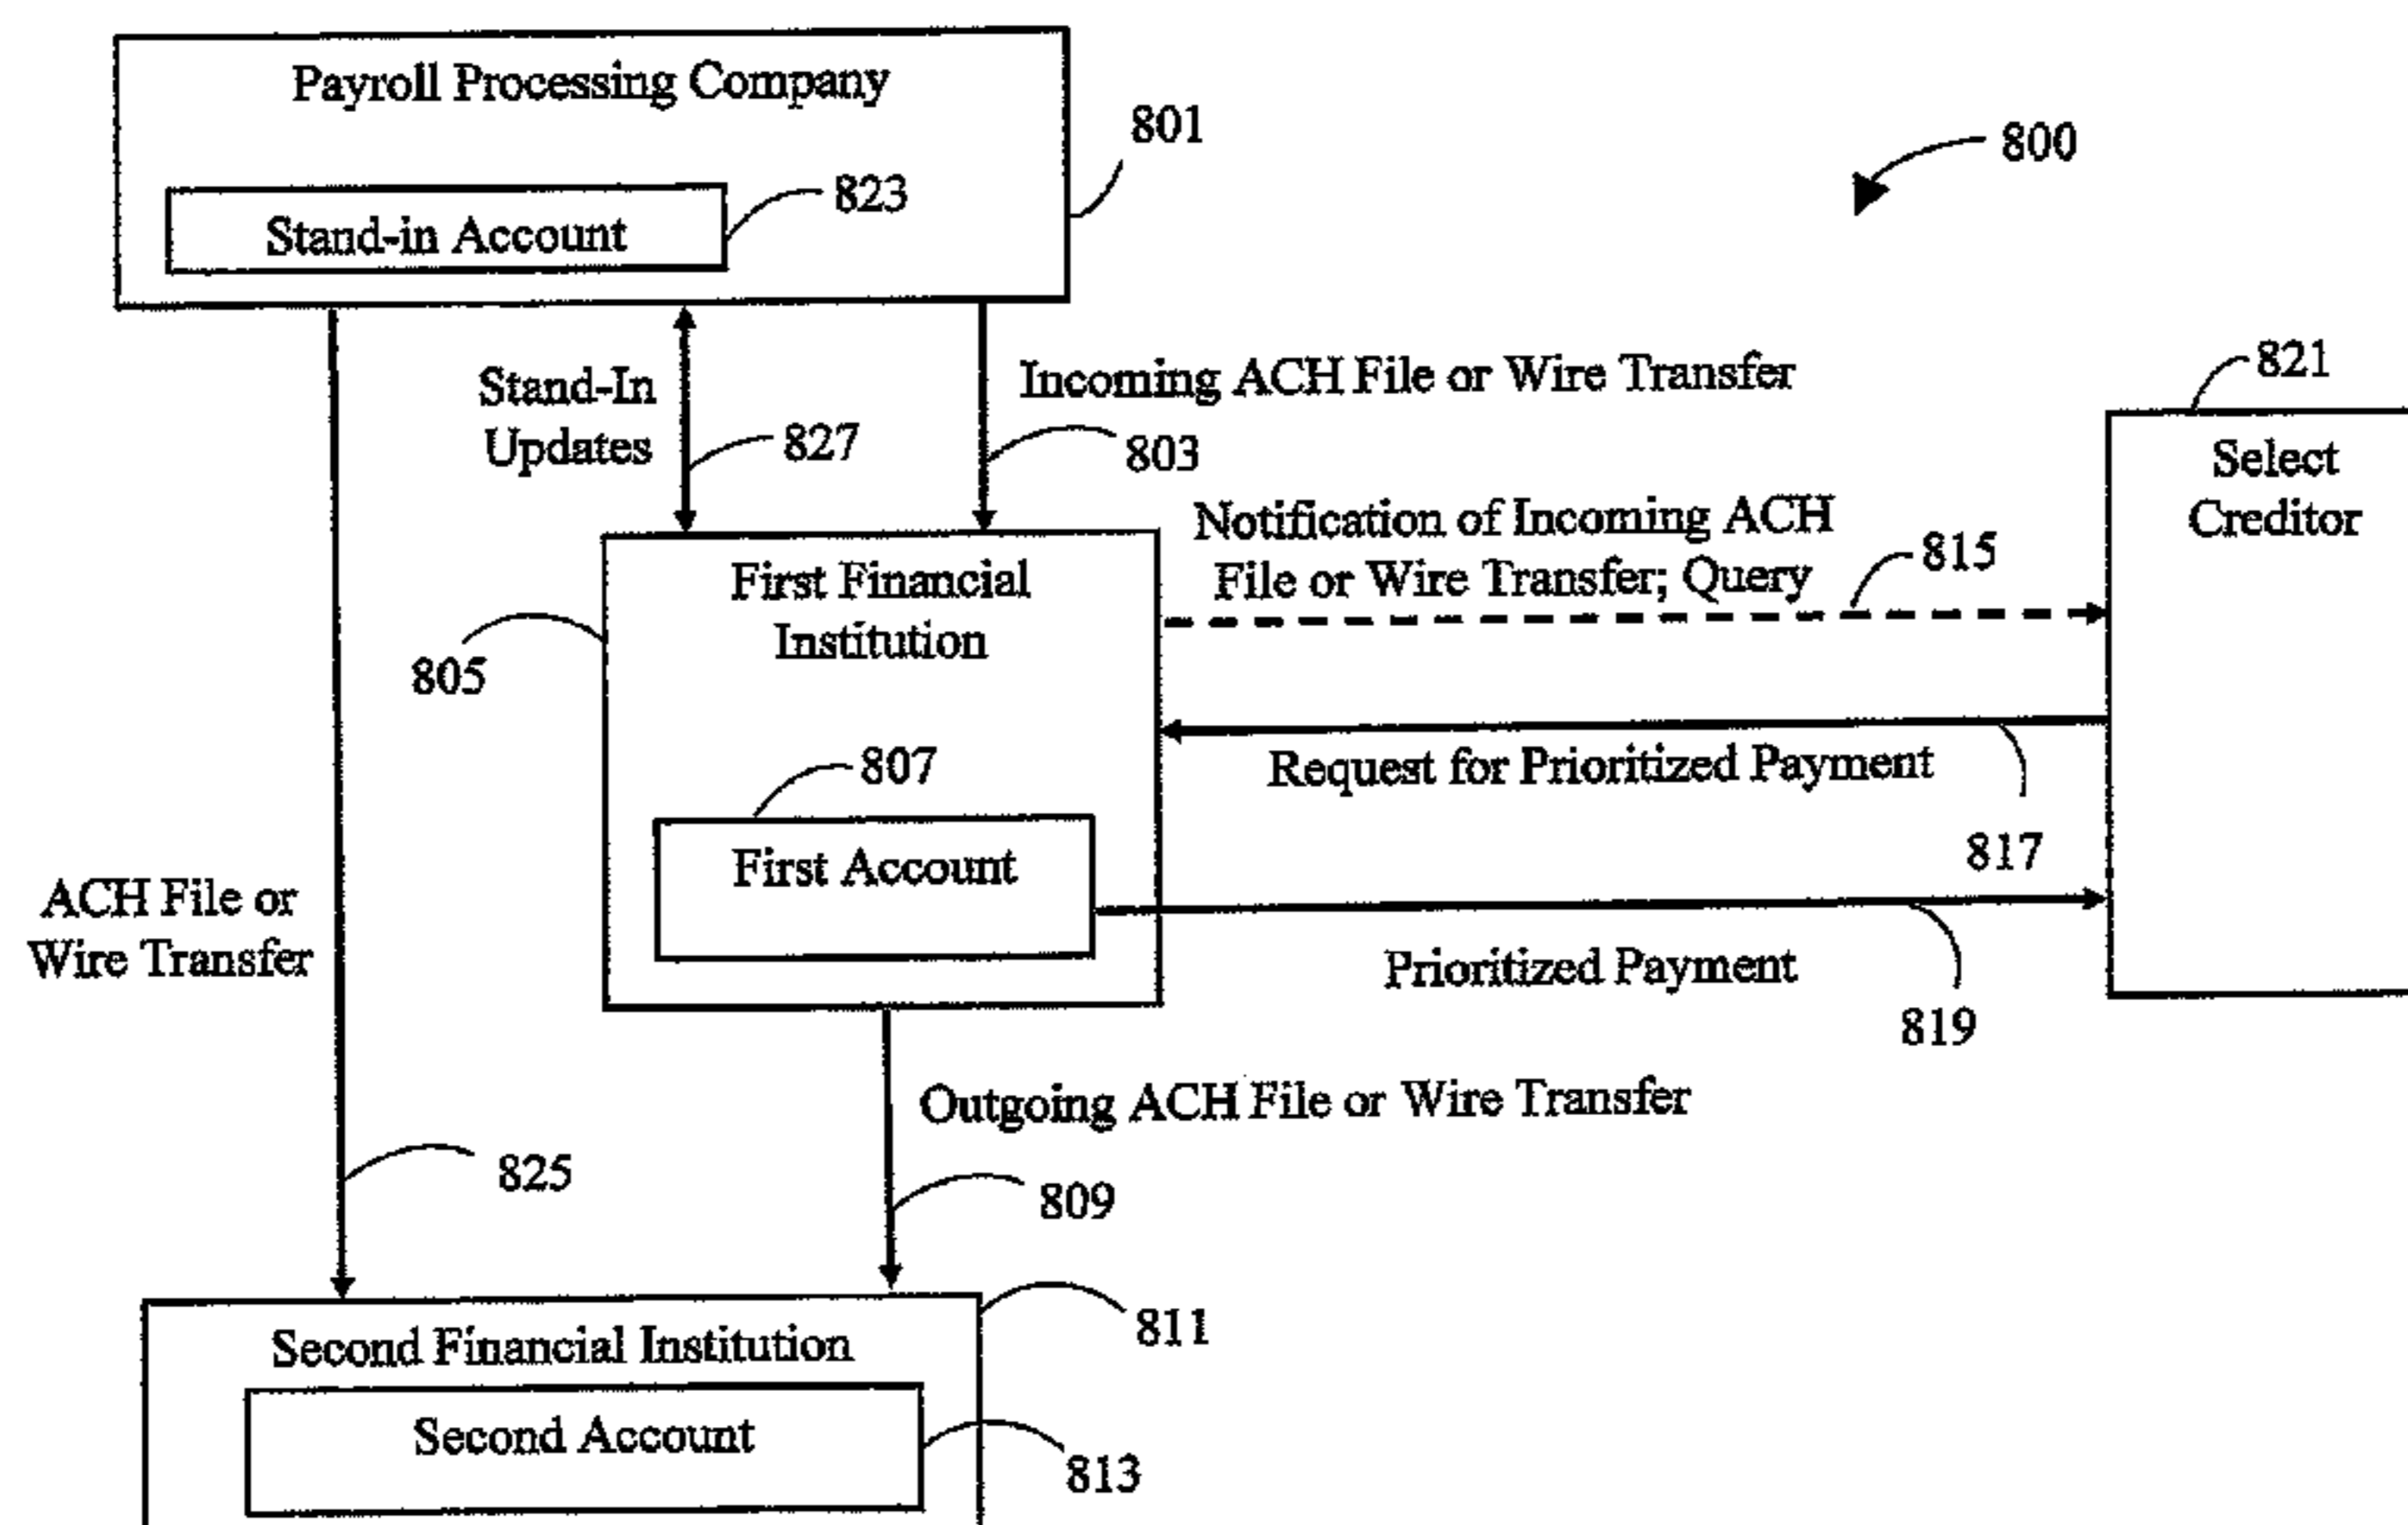 Payroll Processing Company
801
800
823
Stand-in Account
Stand-In
Updates
827
Incoming ACH File or Wire Transfer
803
821
Select
Creditor
Notification of Incoming ACH
File or Wire Transfer; Query
815
First Financial
Institution
805
Request for Prioritized Payment
817
807
First Account
Prioritized Payment
819
ACH File or
Wire Transfer
825
Outgoing ACH File or Wire Transfer
809
811
Second Financial Institution
Second Account
813